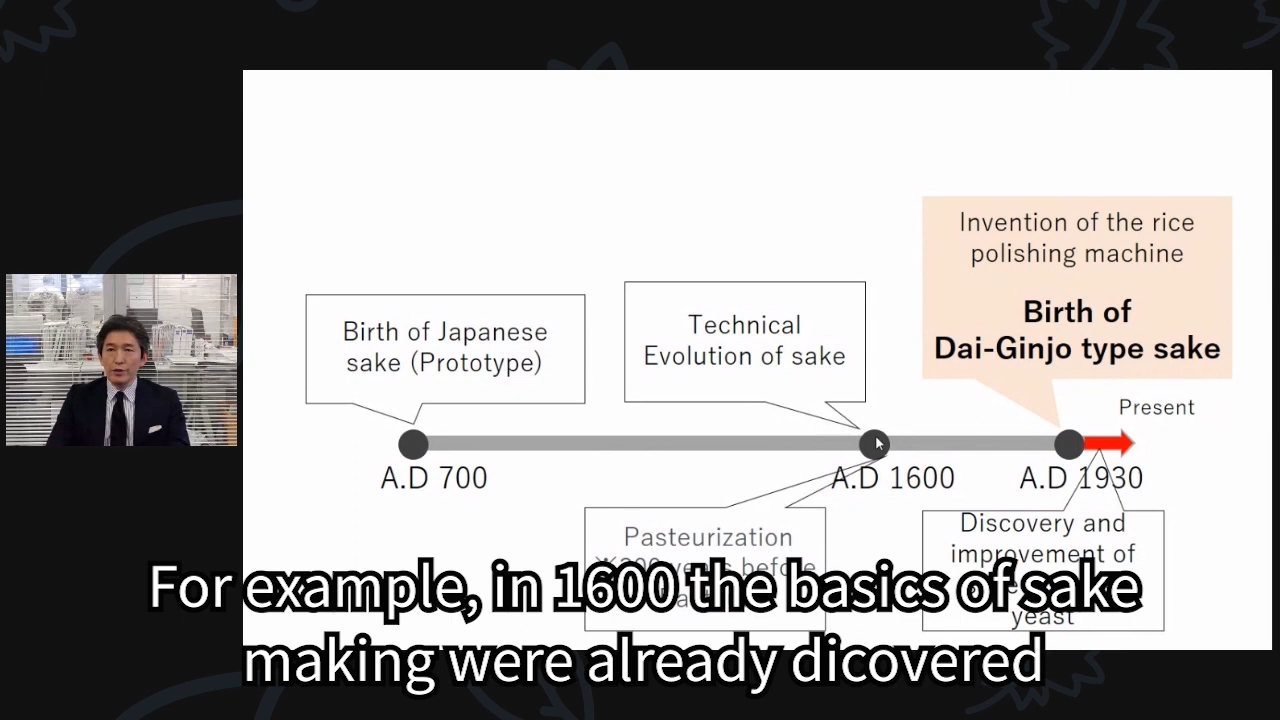 Invention of the rice
polishing machine
Birth of
Dai-Ginjo type sake
Technical
Evolution of sake
Birth of Japanese
sake (Prototype)
Present
A.D 700
A.D 1600
A.D 1930
Pasteurization
years before
Discovery and
improvement of
yeast
For example, in 1600 the basics of sake
making were already dicovered